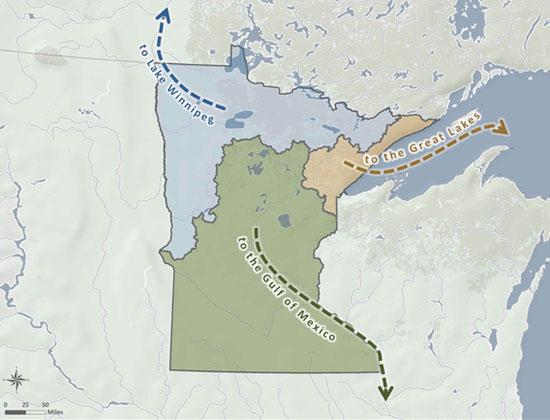 to Lake Winnipeg
to the Great Lakes
to the Gulf of Mexico
0 25 50
Miles